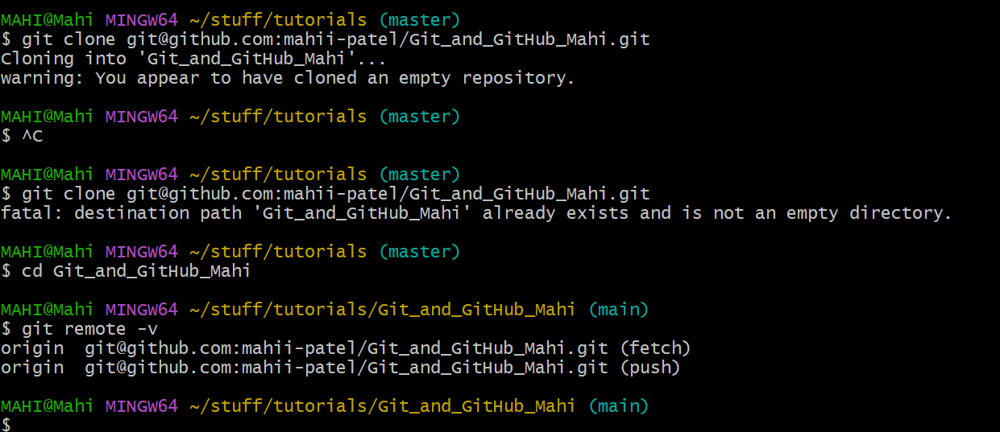 MAHI@Mahi MINGW64 ~/stuff/tutorials (master)
$ git clone git@github.com:mahii-patel/Git_and_GitHub_Mahi.git
Cloning into 'Git_and_GitHub_Mahi'...
warning: You appear to have cloned an empty repository.
MAHI@Mahi MINGW64 ~/stuff/tutorials (master)
$ ^C
MAHI@Mahi MINGW64 ~/stuff/tutorials (master)
$ git clone git@github.com:mahii-patel/Git_and_GitHub_Mahi.git
fatal: destination path 'Git_and_GitHub_Mahi' already exists and is not an empty directory.
MAHI@Mahi MINGW64 ~/stuff/tutorials (master)
$ cd Git_and_GitHub_Mahi
MAHI@Mahi MINGW64 ~/stuff/tutorials/Git_and_GitHub_Mahi (main)
$ git remote -v
origin  git@github.com:mahii-patel/Git_and_GitHub_Mahi.git (fetch)
origin  git@github.com:mahii-patel/Git_and_GitHub_Mahi.git (push)
MAHI@Mahi MINGW64 ~/stuff/tutorials/Git_and_GitHub_Mahi (main)
$